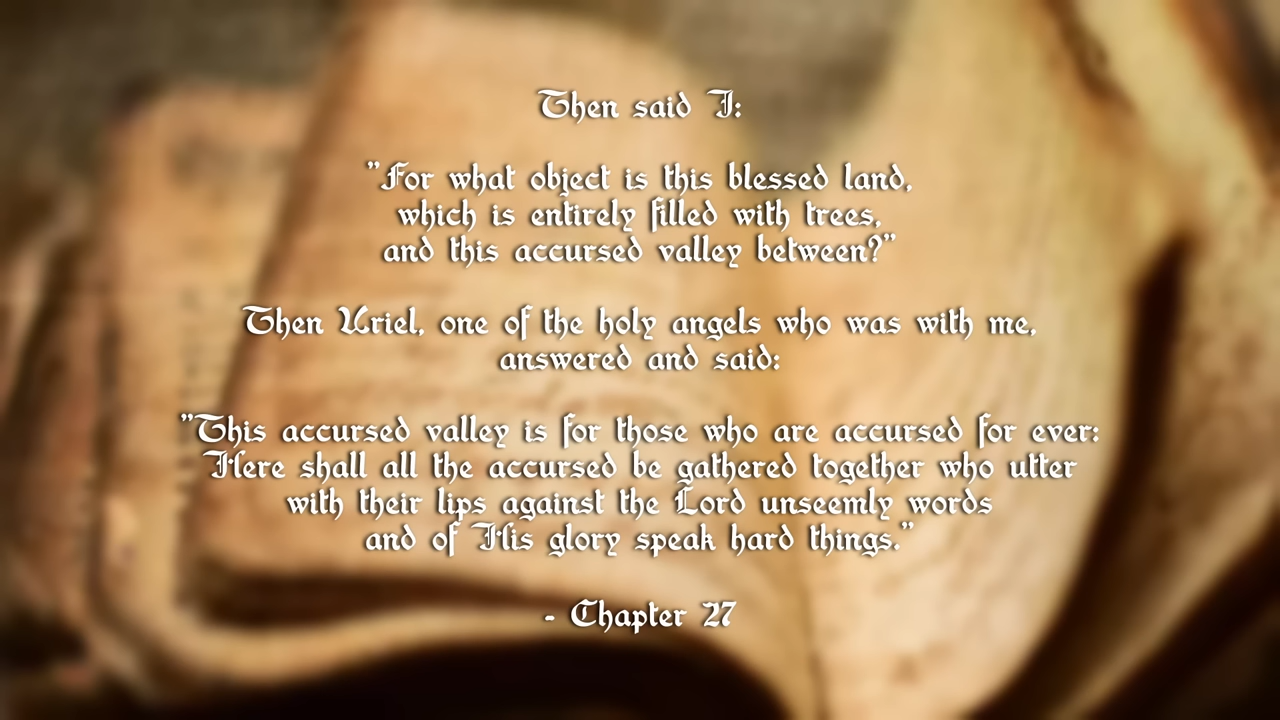 Then said I:
"For what object is this blessed land,
which is entirely filled with trees,
and this accursed valley between?"
Then Uriel, one of the holy angels who was with me,
answered and said:
"This accursed valley is for those who are accursed for ever:
Here shall all the accursed be gathered together who utter
with their lips against the Lord unseemly words
and of His glory speak hard things."
- Chapter 27